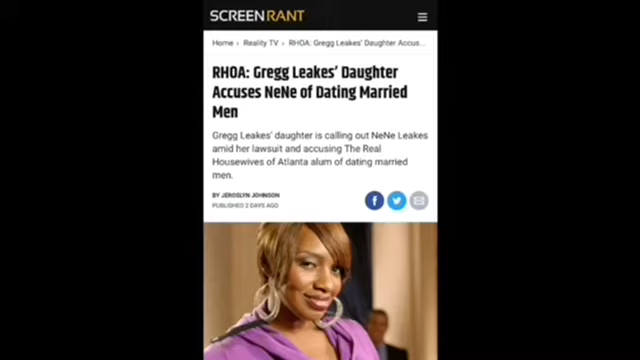 SCREENRANT
Home › Reality TV › RHOA: Gregg Leakes' Daughter Accus...
RHOA: Gregg Leakes' Daughter
Accuses NeNe of Dating Married
Men
Gregg Leakes' daughter is calling out NeNe Leakes
amid her lawsuit and accusing The Real
Housewives of Atlanta alum of dating married
men.
BY JEROSLYN JOHNSON
PUBLISHED 2 DAYS AGO